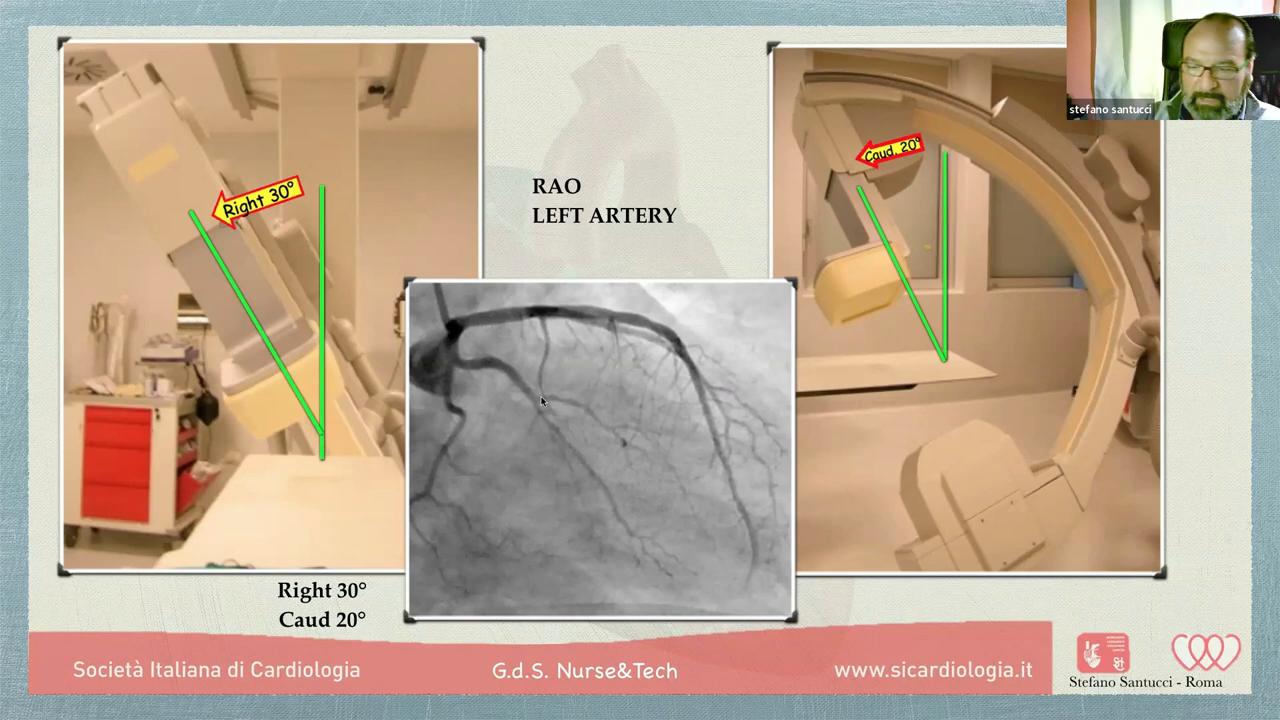 stefano santucci
Right 30°
Caud. 20°
RAO
LEFT ARTERY
Right 30°
Caud 20°
Società Italiana di Cardiologia
G.d.S. Nurse&Tech
www.sicardiologia.it
Stefano Santucci - Roma